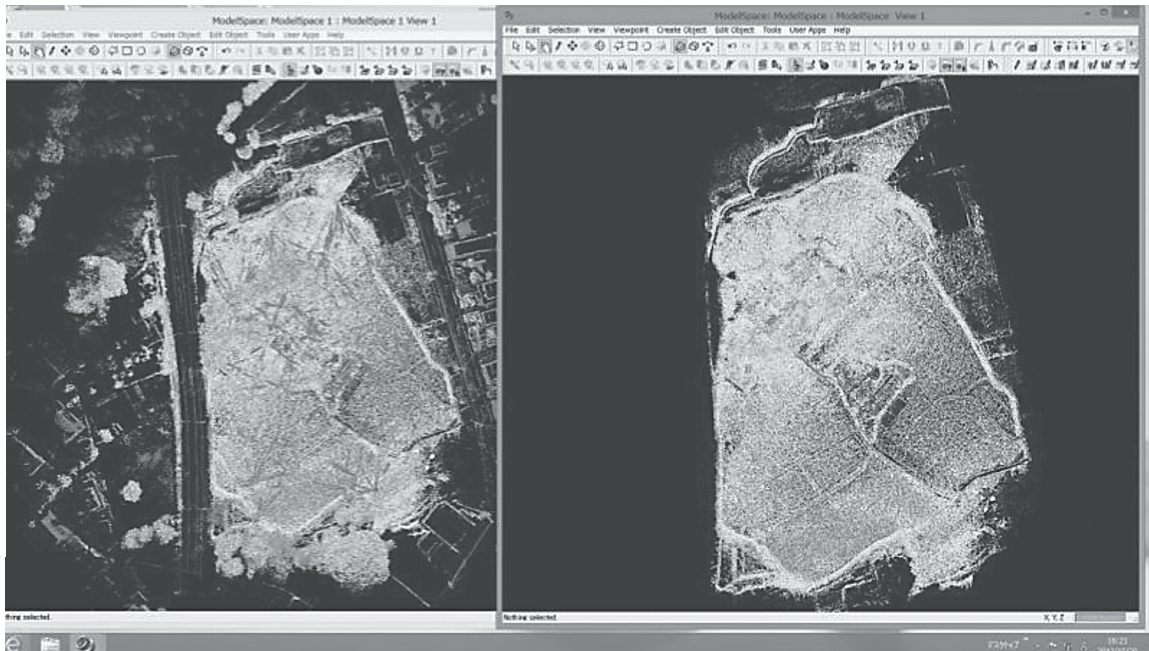 ModelSpace: ModelSpace 1 : ModelSpace 1 View 1
Edit Selection View Viewpoint Create Object Edit Object Tools User Apps Help
thing selected.
ModelSpace: ModelSpace : ModelSpace View 1
File Edit Selection View Viewpoint Create Object Edit Object Tools User Apps Help
Nothing selected.
X, Y, Z
16:21